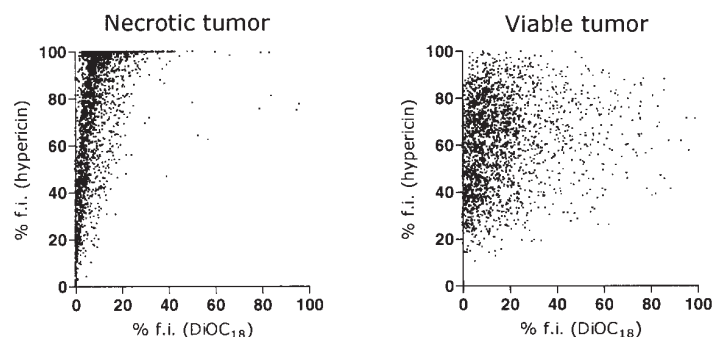 Necrotic tumor
100
80
60
40
20
0
% f.i. (hypericin)
0 20 40 60 80 100
% f.i. (DiOC18)
Viable tumor
100
80
60
40
20
0
% f.i. (hypericin)
0 20 40 60 80 100
% f.i. (DiOC18)